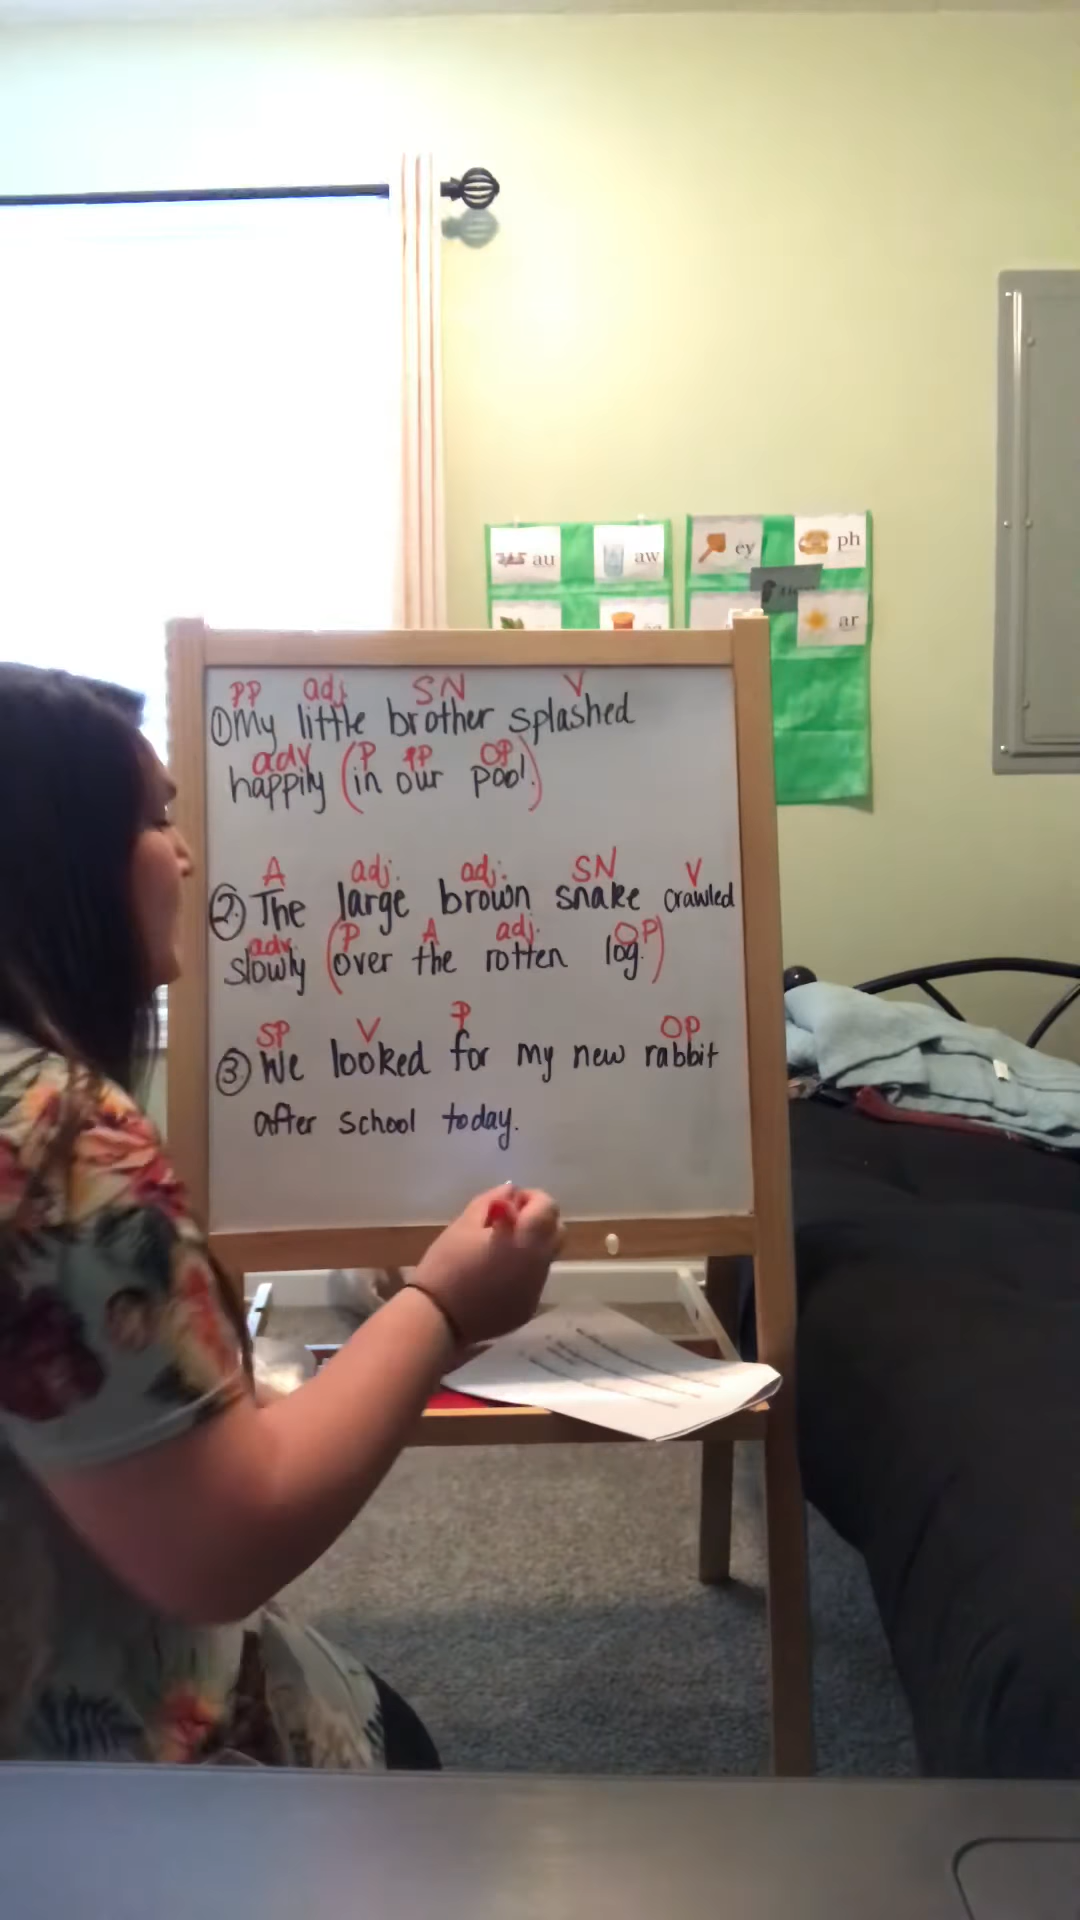 au
aw
ey
ph
ar
PP adj. SN V
① My little brother splashed
adv P PP OP
happily (in our pool.)
A adj. adj. SN V
②. The large brown snake crawled
adv. P A adj. OP
slowly (over the rotten log.)
SP V P OP
③ We looked for my new rabbit
after school today.